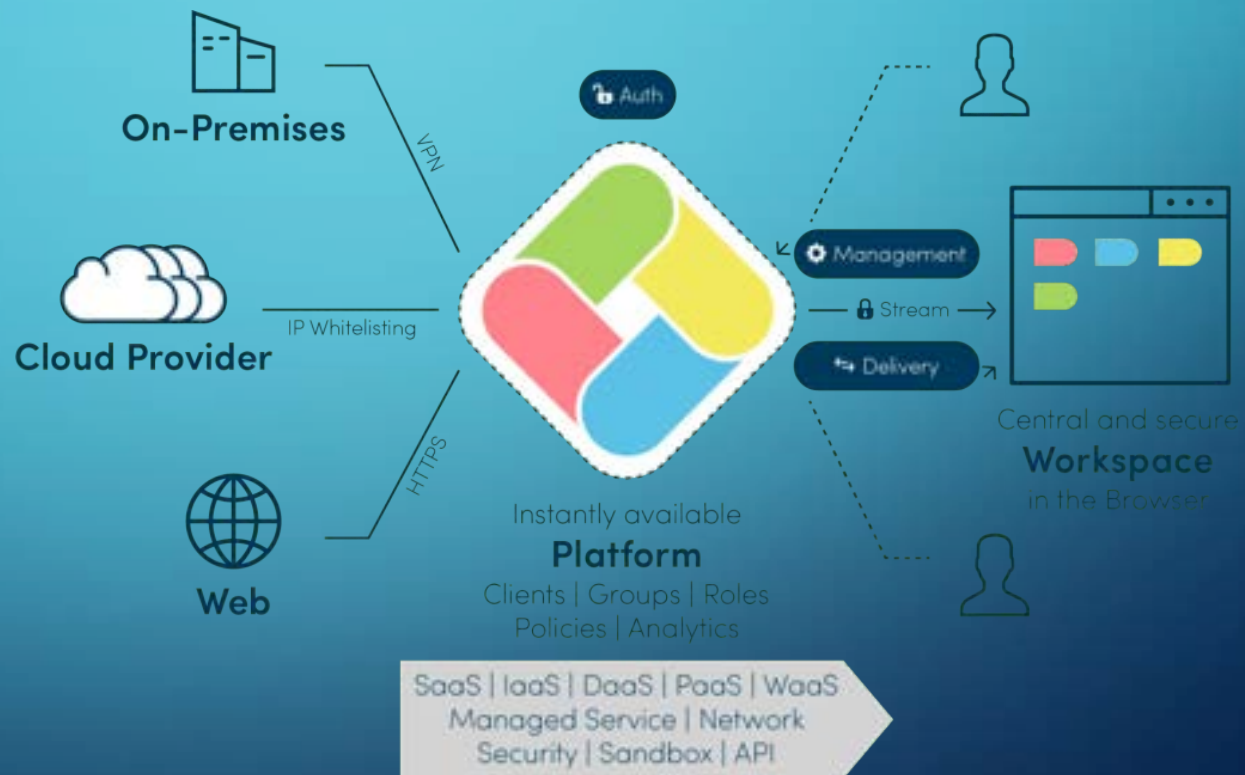 On-Premises
VPN
Cloud Provider
IP Whitelisting
Web
HTTPS
Auth
Instantly available
Platform
Clients | Groups | Roles
Policies | Analytics
SaaS | IaaS | DaaS | PaaS | WaaS
Managed Service | Network
Security | Sandbox | API
Management
Stream
Delivery
Central and secure
Workspace
in the Browser